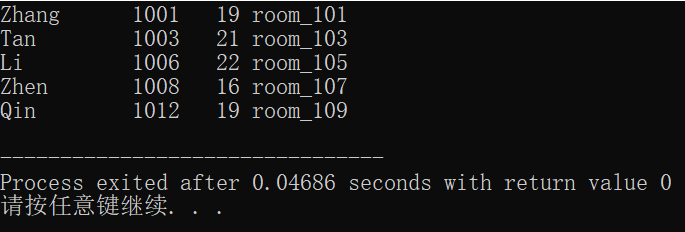 Zhang      1001   19 room_101
Tan        1003   21 room_103
Li         1006   22 room_105
Zhen       1008   16 room_107
Qin        1012   19 room_109
--------------------------------
Process exited after 0.04686 seconds with return value 0
请按任意键继续. . .